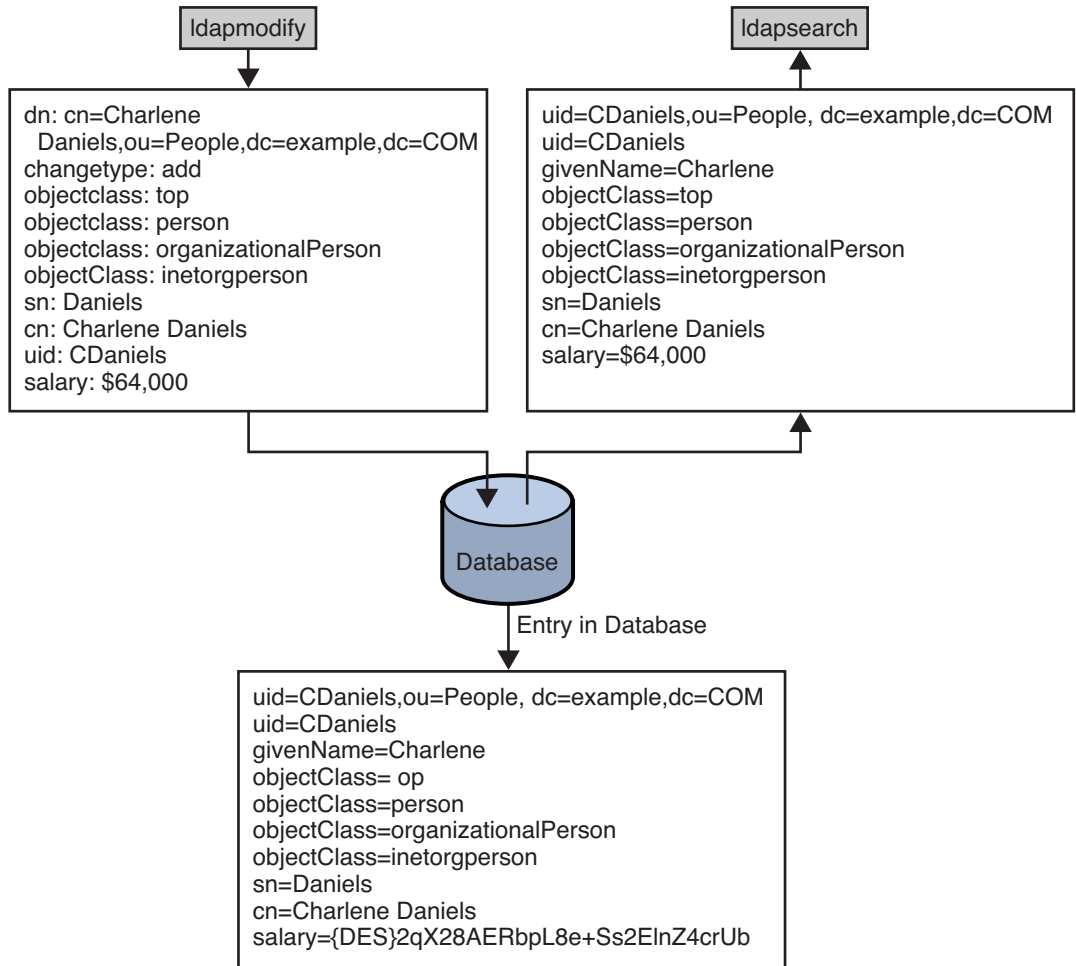 ldapmodify
dn: cn=Charlene
Daniels,ou=People,dc=example,dc=COM
changetype: add
objectclass: top
objectclass: person
objectclass: organizationalPerson
objectClass: inetorgperson
sn: Daniels
cn: Charlene Daniels
uid: CDaniels
salary: $64,000
ldapsearch
uid=CDaniels,ou=People, dc=example,dc=COM
uid=CDaniels
givenName=Charlene
objectClass=top
objectClass=person
objectClass=organizationalPerson
objectClass=inetorgperson
sn=Daniels
cn=Charlene Daniels
salary=$64,000
Database
Entry in Database
uid=CDaniels,ou=People, dc=example,dc=COM
uid=CDaniels
givenName=Charlene
objectClass= op
objectClass=person
objectClass=organizationalPerson
objectClass=inetorgperson
sn=Daniels
cn=Charlene Daniels
salary={DES}2qX28AERbpL8e+Ss2ElnZ4crUb